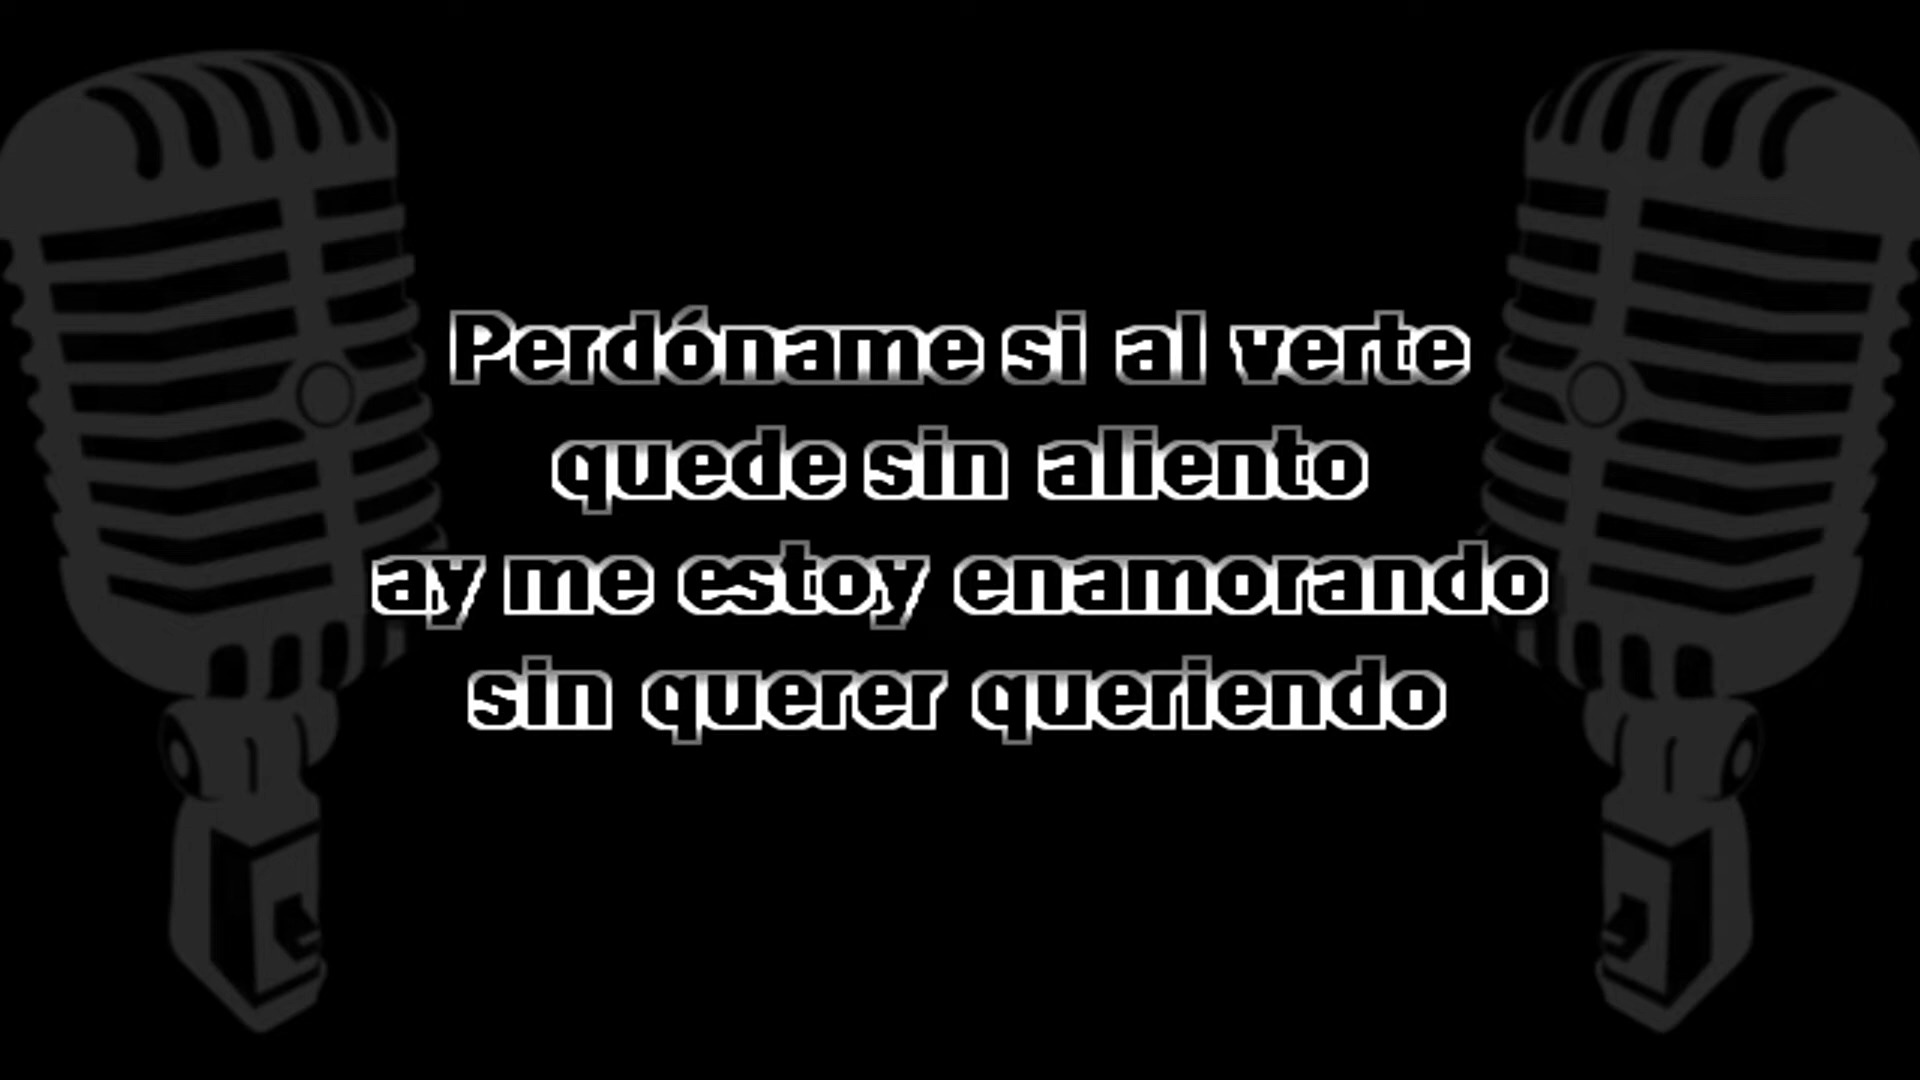 Perdóname si al verte
quede sin aliento
ay me estoy enamorando
sin querer queriendo